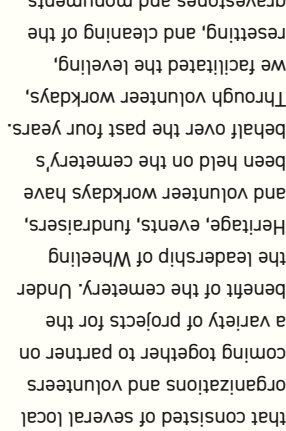 that consisted of several local
organizations and volunteers
coming together to partner on
a variety of projects for the
benefit of the cemetery. Under
the leadership of Wheeling
Heritage, events, fundraisers,
and volunteer workdays have
been held on the cemetery's
behalf over the past four years.
Through volunteer workdays,
we facilitated the leveling,
resetting, and cleaning of the
gravestones and monuments